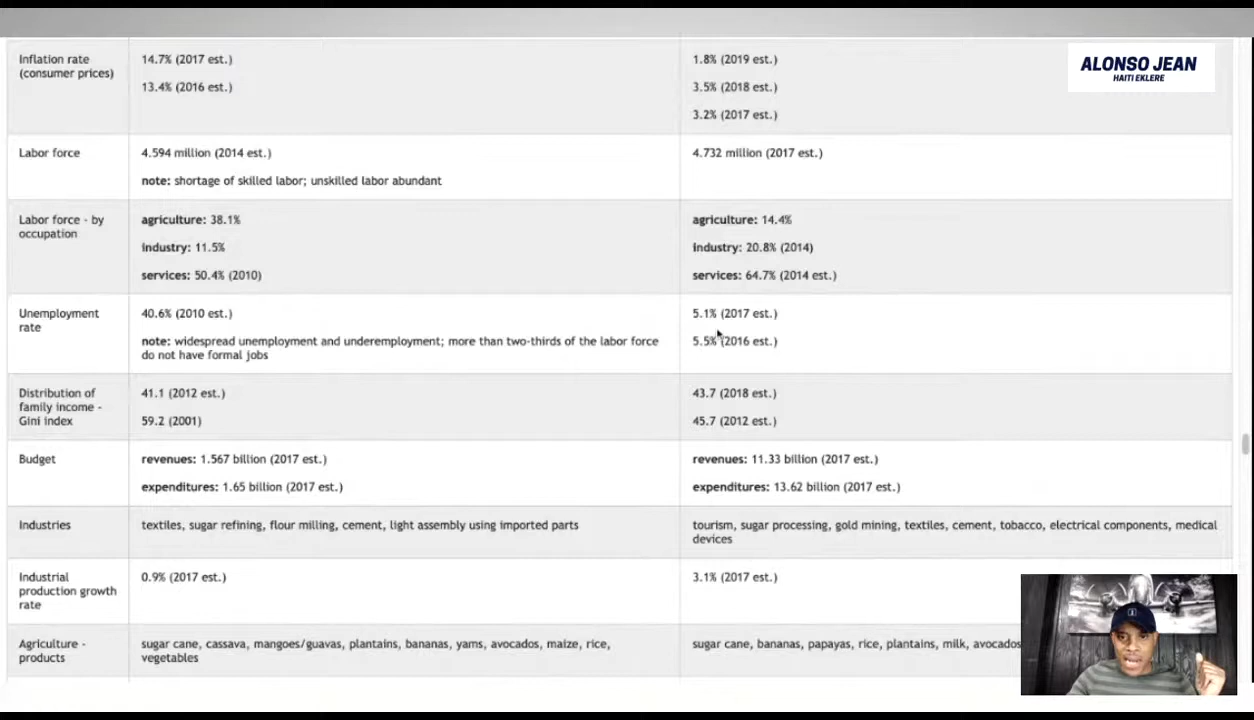 ALONSO JEAN
HAITI EKLERE
Inflation rate
(consumer prices)
14.7% (2017 est.)
13.4% (2016 est.)
1.8% (2019 est.)
3.5% (2018 est.)
3.2% (2017 est.)
Labor force
4.594 million (2014 est.)
note: shortage of skilled labor; unskilled labor abundant
4.732 million (2017 est.)
Labor force - by
occupation
agriculture: 38.1%
industry: 11.5%
services: 50.4% (2010)
agriculture: 14.4%
industry: 20.8% (2014)
services: 64.7% (2014 est.)
Unemployment
rate
40.6% (2010 est.)
note: widespread unemployment and underemployment; more than two-thirds of the labor force
do not have formal jobs
5.1% (2017 est.)
5.5% (2016 est.)
Distribution of
family income -
Gini index
41.1 (2012 est.)
59.2 (2001)
43.7 (2018 est.)
45.7 (2012 est.)
Budget
revenues: 1.567 billion (2017 est.)
expenditures: 1.65 billion (2017 est.)
revenues: 11.33 billion (2017 est.)
expenditures: 13.62 billion (2017 est.)
Industries
textiles, sugar refining, flour milling, cement, light assembly using imported parts
tourism, sugar processing, gold mining, textiles, cement, tobacco, electrical components, medical
devices
Industrial
production growth
rate
0.9% (2017 est.)
3.1% (2017 est.)
Agriculture -
products
sugar cane, cassava, mangoes/guavas, plantains, bananas, yams, avocados, maize, rice,
vegetables
sugar cane, bananas, papayas, rice, plantains, milk, avocados